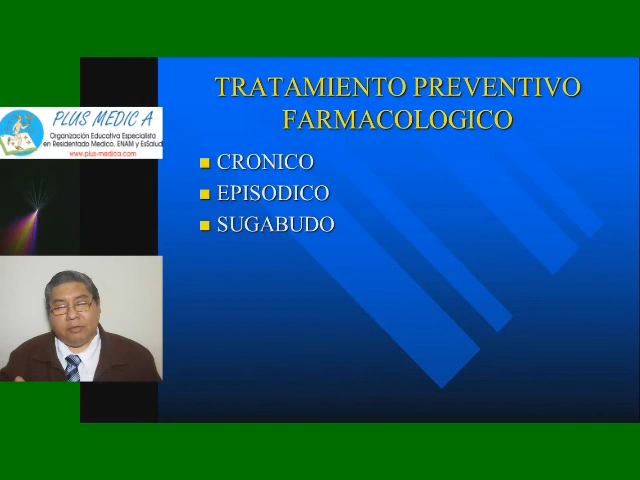 TRATAMIENTO PREVENTIVO
FARMACOLOGICO
CRONICO
EPISODICO
SUGABUDO
PLUS MEDIC A
Organización Educativa Especialista
en Residentado Medico, ENAM y EsSalud
www.plus-medica.com